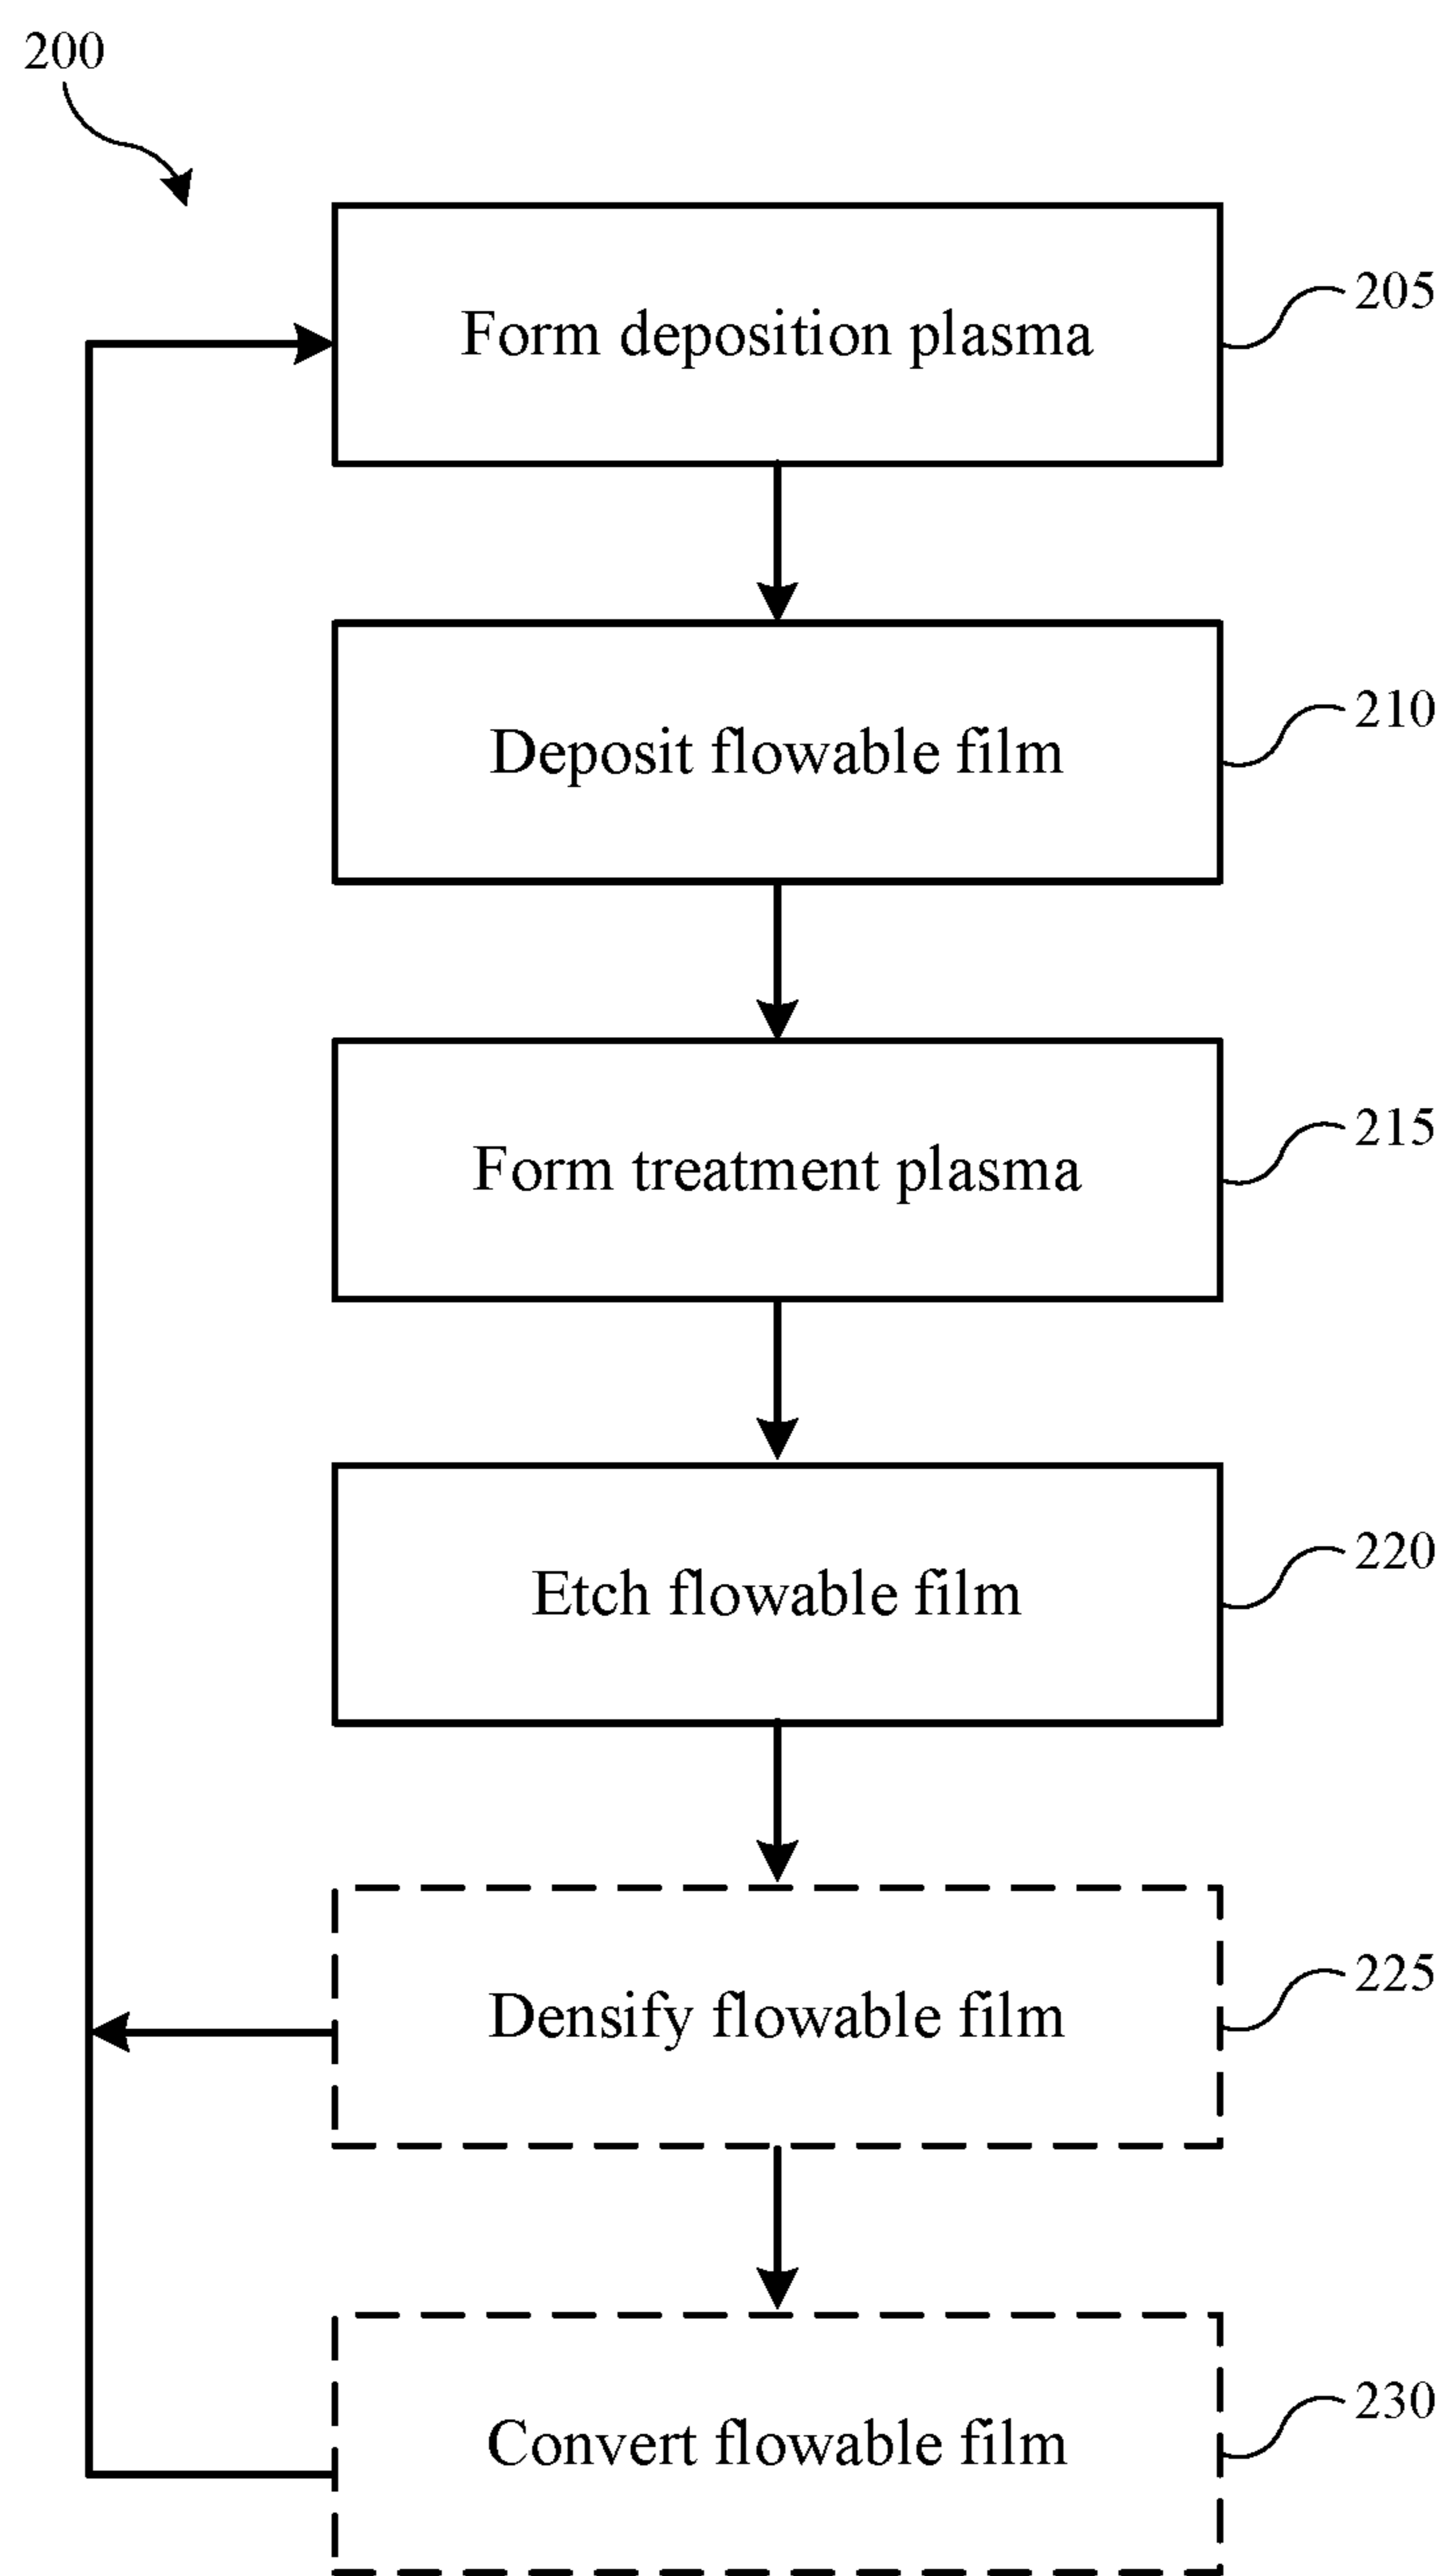 200
Form deposition plasma
205
Deposit flowable film
210
Form treatment plasma
215
Etch flowable film
220
Densify flowable film
225
Convert flowable film
230